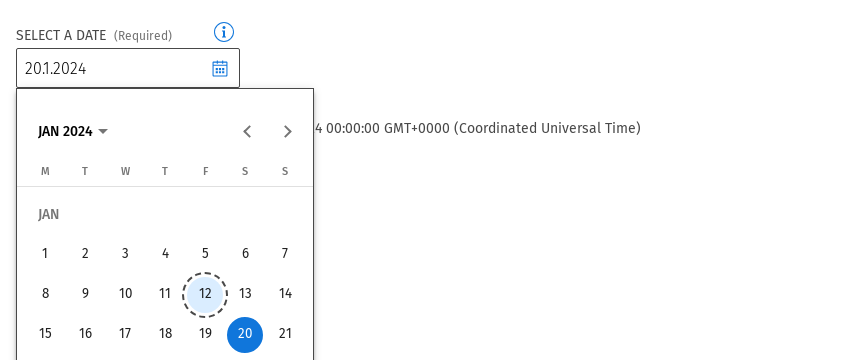 SELECT A DATE (Required)
20.1.2024
4 00:00:00 GMT+0000 (Coordinated Universal Time)
JAN 2024
M T W T F S S
JAN
1 2 3 4 5 6 7
8 9 10 11 12 13 14
15 16 17 18 19 20 21